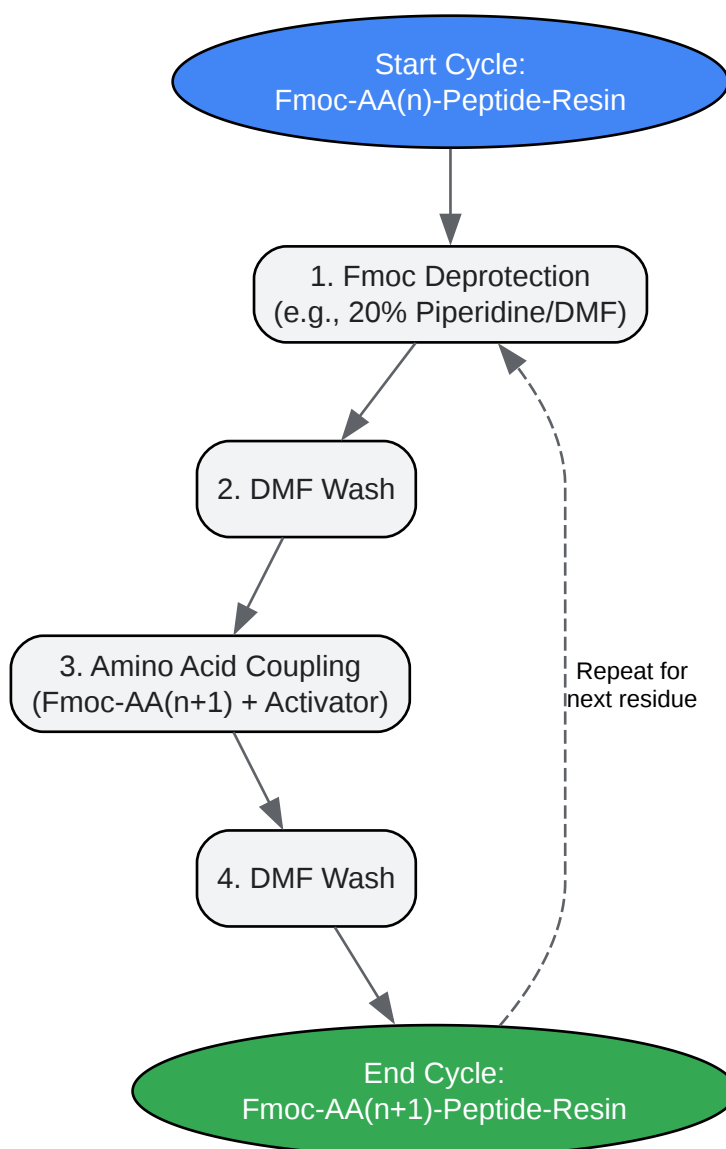 Start Cycle:
Fmoc-AA(n)-Peptide-Resin
1. Fmoc Deprotection
(e.g., 20% Piperidine/DMF)
2. DMF Wash
3. Amino Acid Coupling
(Fmoc-AA(n+1) + Activator)
Repeat for
next residue
4. DMF Wash
End Cycle:
Fmoc-AA(n+1)-Peptide-Resin